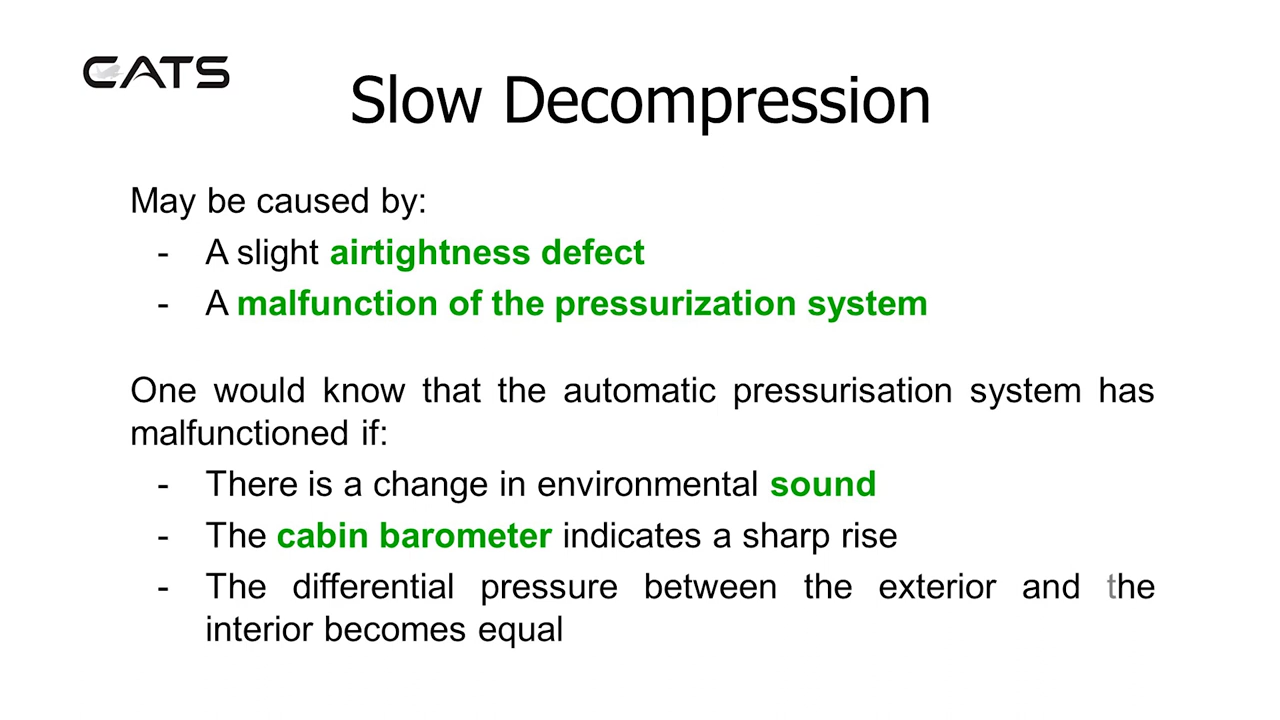 CATS
Slow Decompression
May be caused by:
- A slight airtightness defect
- A malfunction of the pressurization system
One would know that the automatic pressurisation system has
malfunctioned if:
- There is a change in environmental sound
- The cabin barometer indicates a sharp rise
- The differential pressure between the exterior and the
interior becomes equal